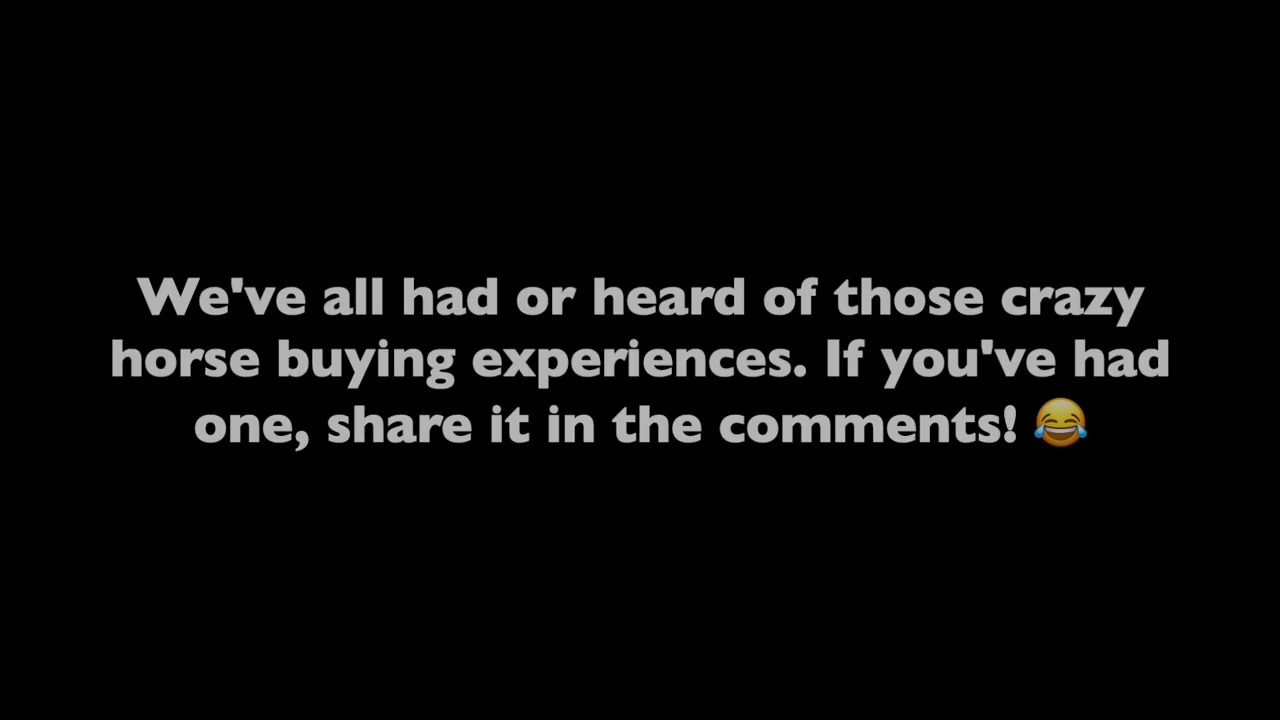 We've all had or heard of those crazy
horse buying experiences. If you've had
one, share it in the comments! 😂